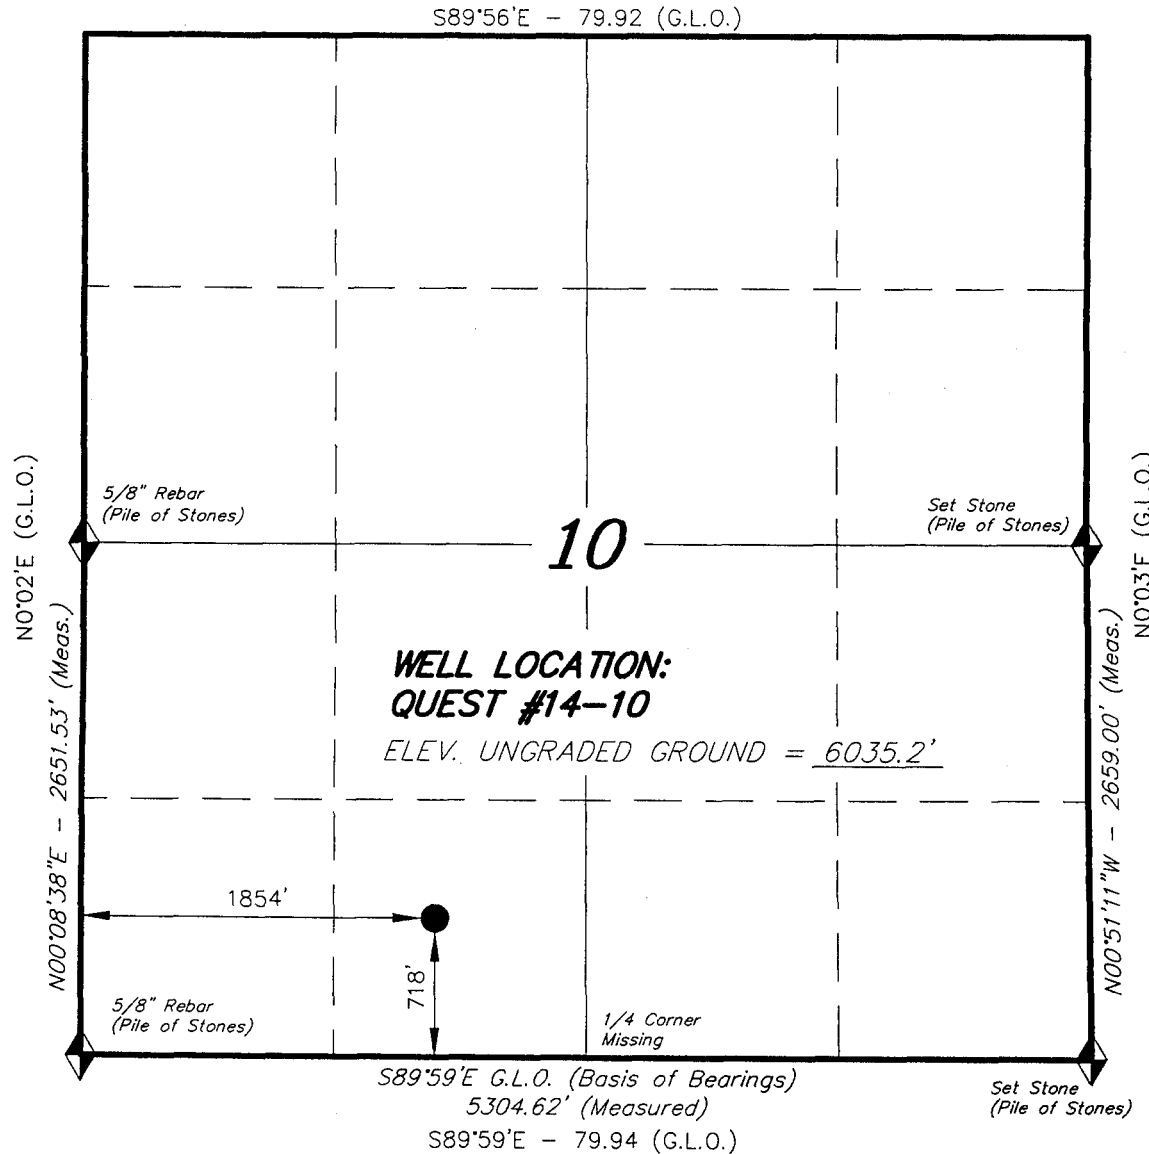 S89°56'E - 79.92 (G.L.O.)
N0°02'E (G.L.O.)
5/8" Rebar
(Pile of Stones)
10
Set Stone
(Pile of Stones)
N0°03'E (G.L.O.)
WELL LOCATION:
QUEST #14-10
ELEV. UNGRADED GROUND = 6035.2'
N00°08'38"E - 2651.53' (Meas.)
N00°51'11"W - 2659.00' (Meas.)
1854'
718'
5/8" Rebar
(Pile of Stones)
1/4 Corner
Missing
S89°59'E G.L.O. (Basis of Bearings)
5304.62' (Measured)
S89°59'E - 79.94 (G.L.O.)
Set Stone
(Pile of Stones)